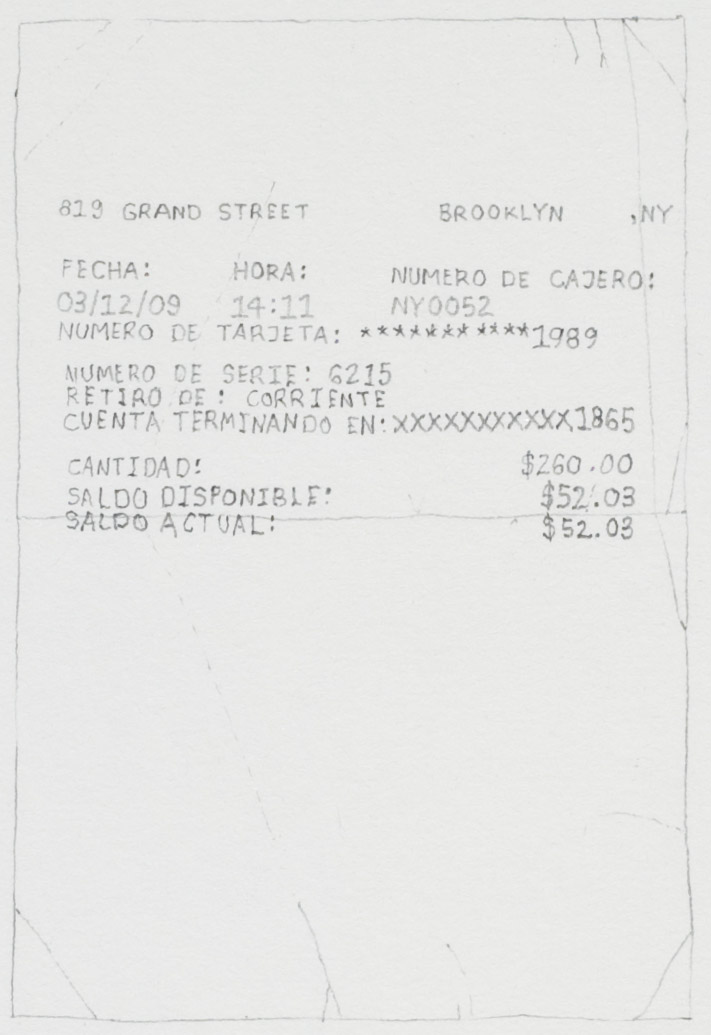 819 GRAND STREET BROOKLYN ,NY
FECHA: HORA: NUMERO DE CAJERO:
03/12/09 14:11 NY0052
NUMERO DE TARJETA: ************1989
NUMERO DE SERIE: 6215
RETIRO DE: CORRIENTE
CUENTA TERMINANDO EN:XXXXXXXXXXX1865
CANTIDAD: $260.00
SALDO DISPONIBLE: $52.03
SALDO ACTUAL: $52.03